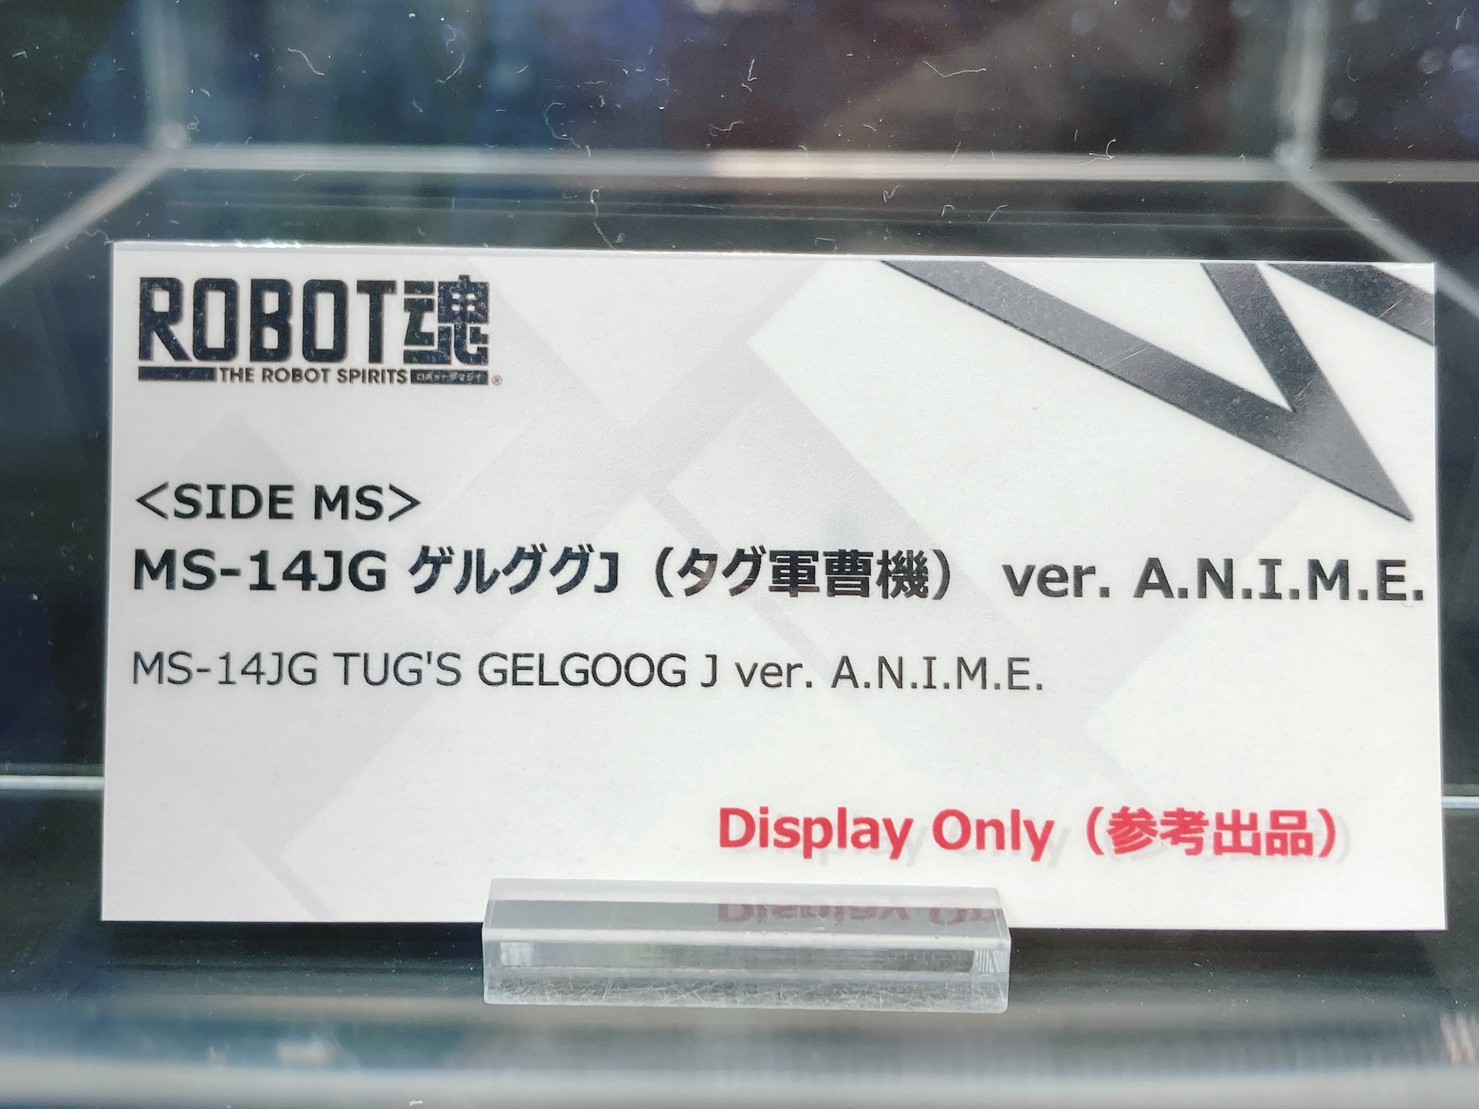 ROBOT魂
THE ROBOT SPIRITS ロボットダマシイ ®
<SIDE MS>
MS-14JG ゲルググJ（タグ軍曹機） ver. A.N.I.M.E.
MS-14JG TUG'S GELGOOG J ver. A.N.I.M.E.
Display Only（参考出品）